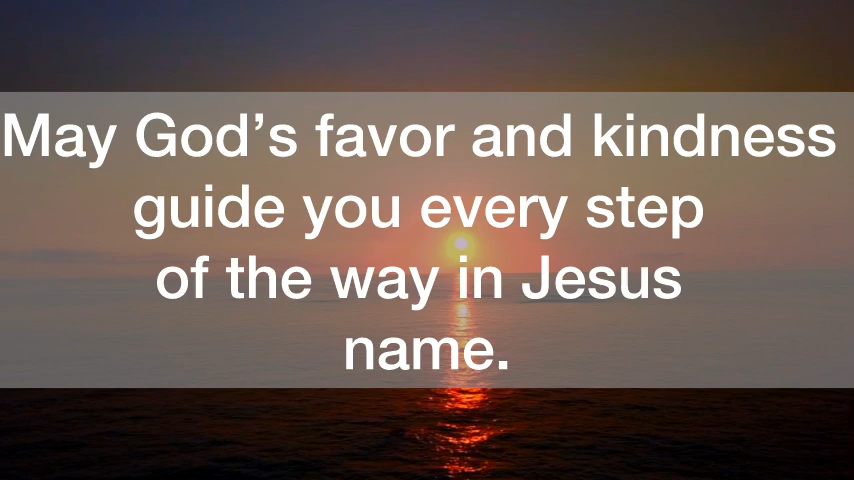 May God’s favor and kindness
guide you every step
of the way in Jesus
name.